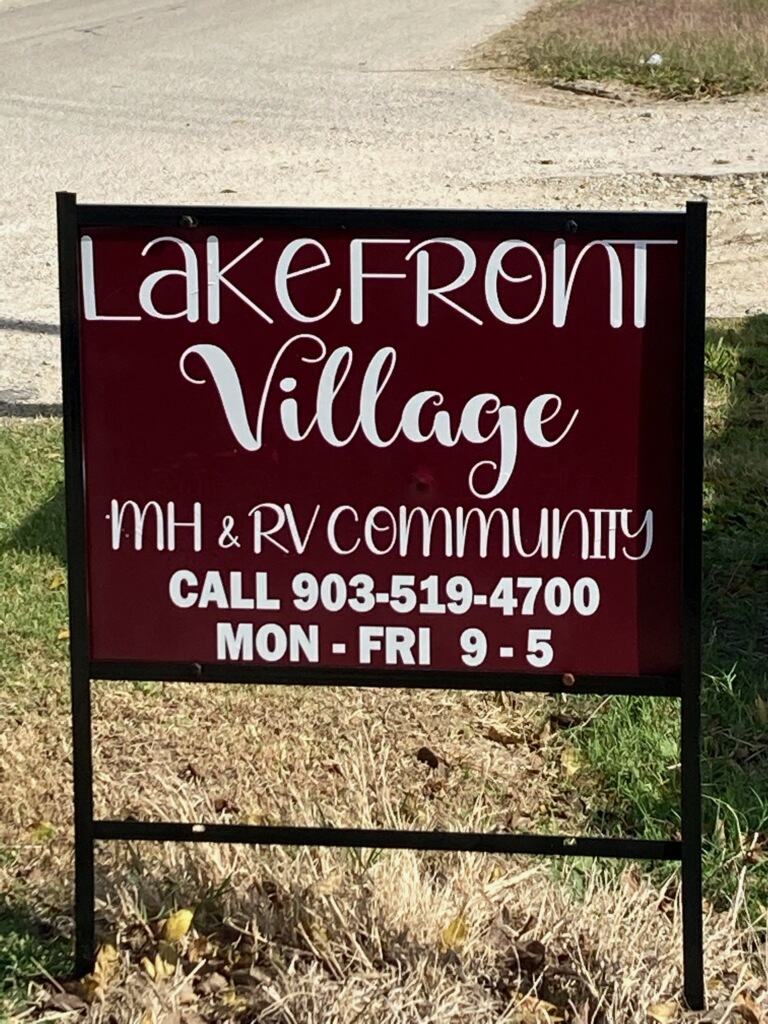 LakeFRONT
Village
MH & RV COMMUNITY
CALL 903-519-4700
MON - FRI 9 - 5